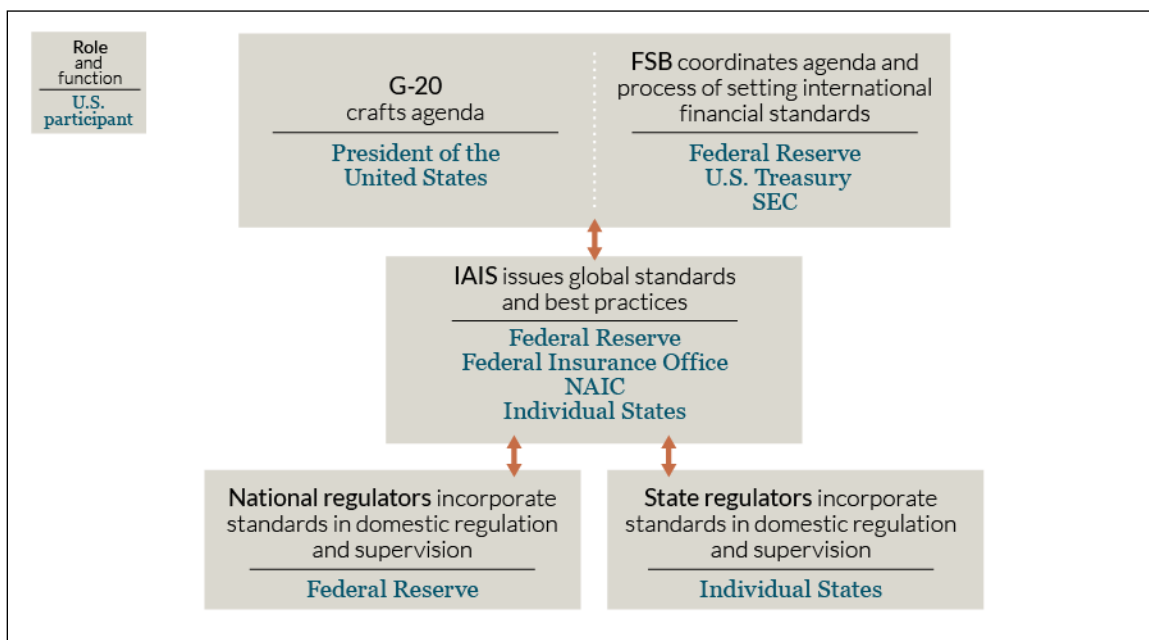 Role
and
function
U.S.
participant
G-20
crafts agenda
President of the
United States
FSB coordinates agenda and
process of setting international
financial standards
Federal Reserve
U.S. Treasury
SEC
IAIS issues global standards
and best practices
Federal Reserve
Federal Insurance Office
NAIC
Individual States
National regulators incorporate
standards in domestic regulation
and supervision
Federal Reserve
State regulators incorporate
standards in domestic regulation
and supervision
Individual States